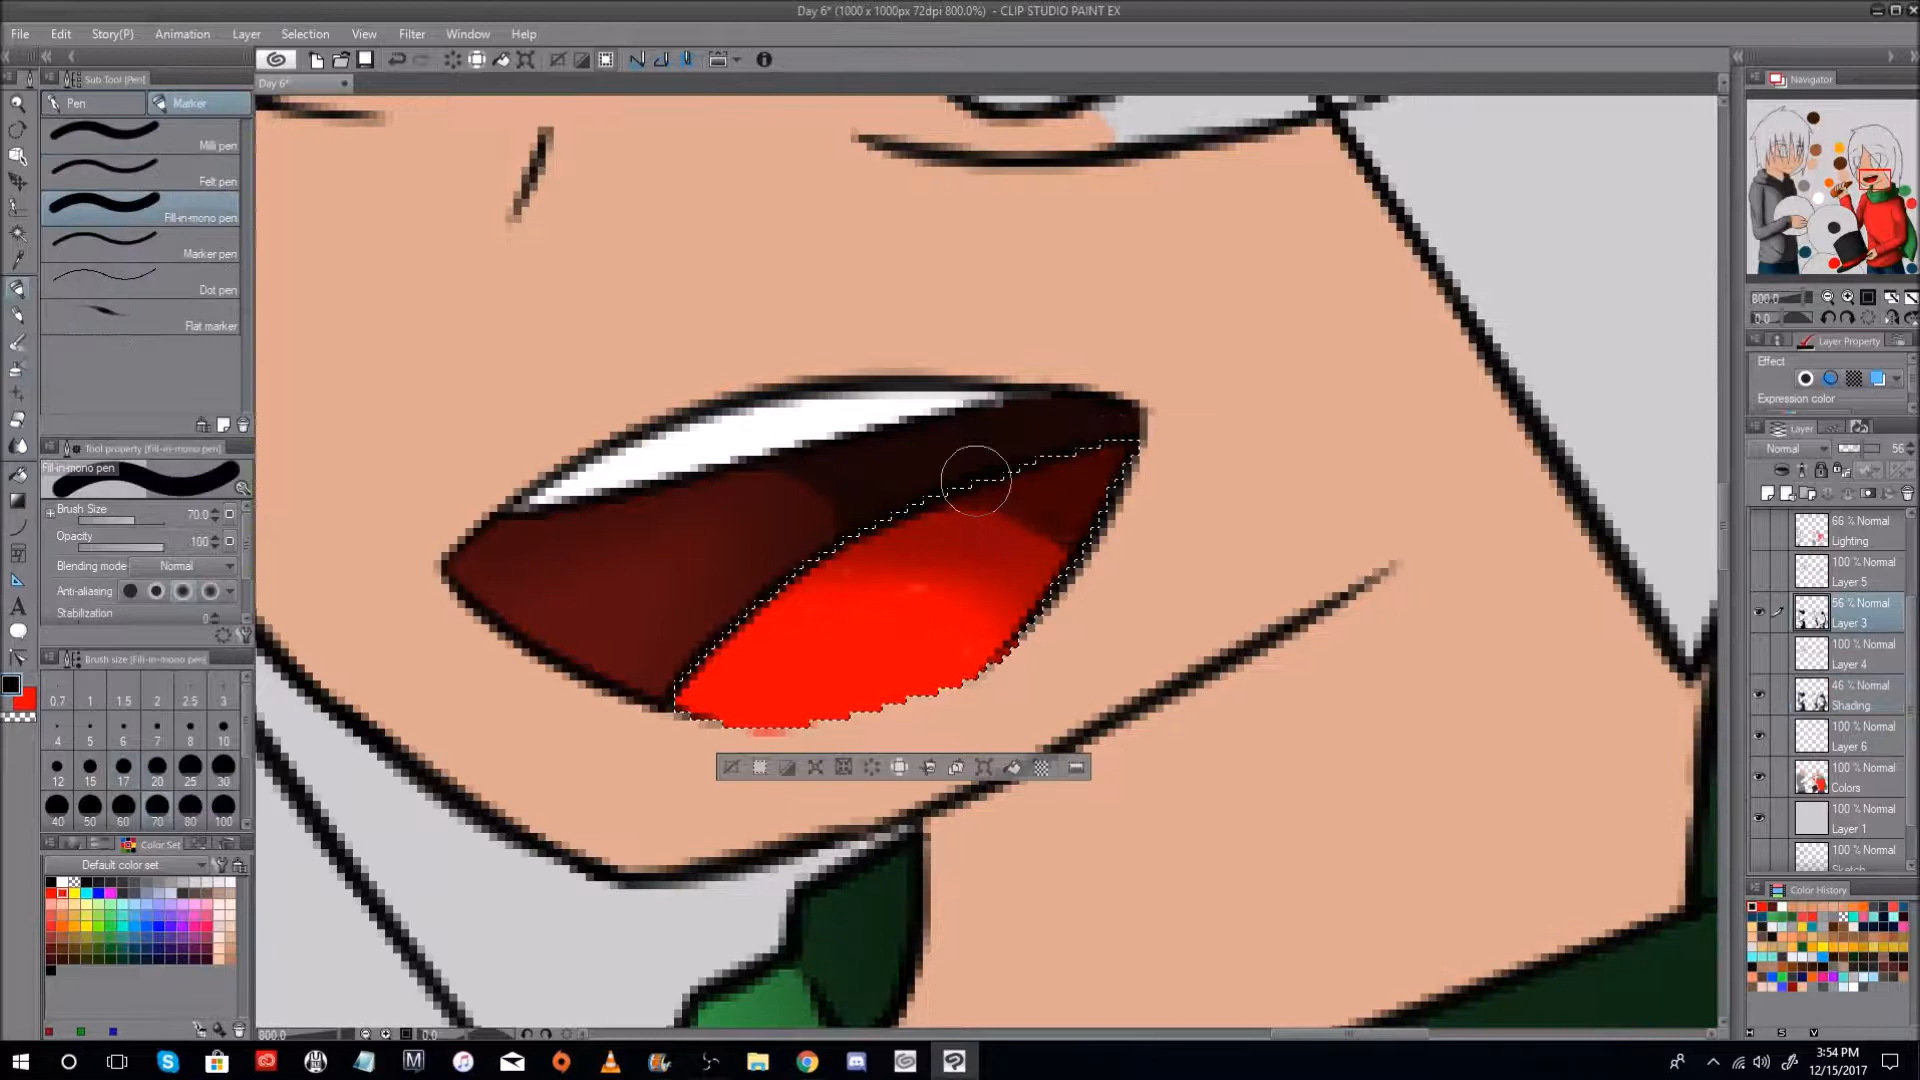 Day 6* (1000 x 1000px 72dpi 800.0%) - CLIP STUDIO PAINT EX
File Edit Story(P) Animation Layer Selection View Filter Window Help
Day 6*
Sub Tool [Pen]
Pen Marker
Milli pen
Felt pen
Fill-in-mono pen
Marker pen
Dot pen
Flat marker
Tool property [Fill-in-mono pen]
Fill-in-mono pen
Brush Size 70.0
Opacity 100
Blending mode Normal
Anti-aliasing
Stabilization 0
Brush size [Fill-in-mono pen]
0.7 1 1.5 2 2.5 3
4 5 6 7 8 10
12 15 17 20 25 30
40 50 60 70 80 100
Color Set
Default color set
800.0 0.0
Navigator
800.0
0.0
Layer Property
Effect
Expression color
Layer
Normal 56
66 % Normal
Lighting
100 % Normal
Layer 5
56 % Normal
Layer 3
100 % Normal
Layer 4
46 % Normal
Shading
100 % Normal
Layer 6
100 % Normal
Colors
100 % Normal
Layer 1
100 % Normal
Sketch
Color History
H S V
3:54 PM
12/15/2017